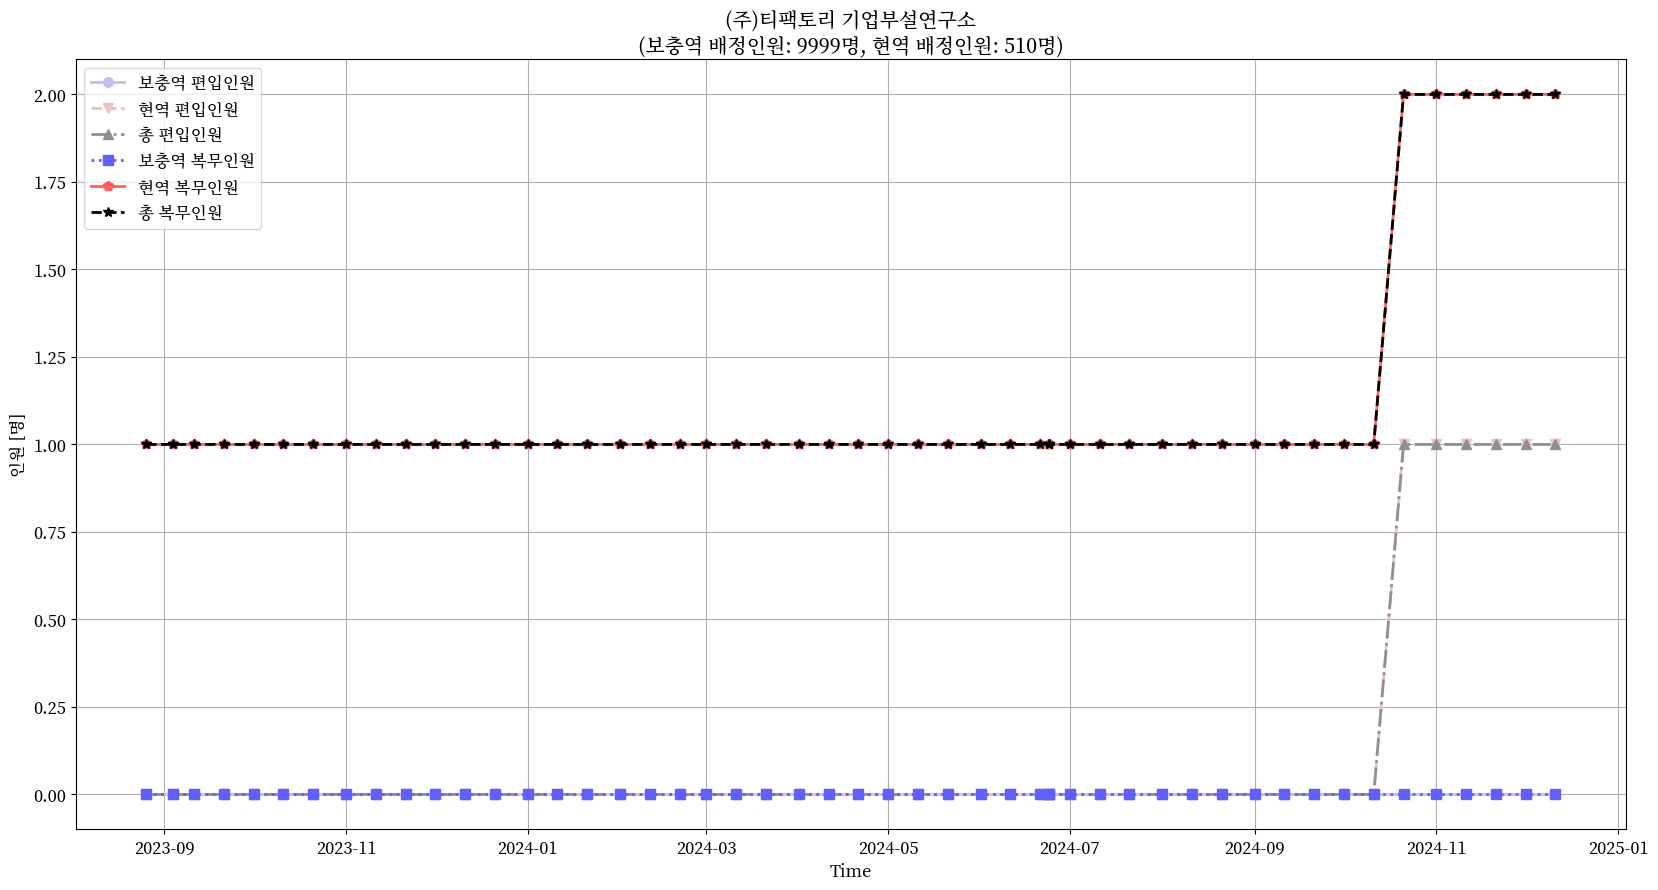 (주)티팩토리 기업부설연구소
(보충역 배정인원: 9999명, 현역 배정인원: 510명)
보충역 편입인원
현역 편입인원
총 편입인원
보충역 복무인원
현역 복무인원
총 복무인원
2.00
1.75
1.50
1.25
1.00
0.75
0.50
0.25
0.00
인원 [명]
2023-09 2023-11 2024-01 2024-03 2024-05 2024-07 2024-09 2024-11 2025-01
Time